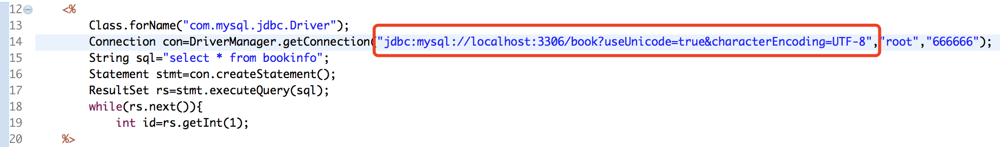 12 <%
13 Class.forName("com.mysql.jdbc.Driver");
14 Connection con=DriverManager.getConnection("jdbc:mysql://localhost:3306/book?useUnicode=true&characterEncoding=UTF-8","root","666666");
15 String sql="select * from bookinfo";
16 Statement stmt=con.createStatement();
17 ResultSet rs=stmt.executeQuery(sql);
18 while(rs.next()){
19 int id=rs.getInt(1);
20 %>